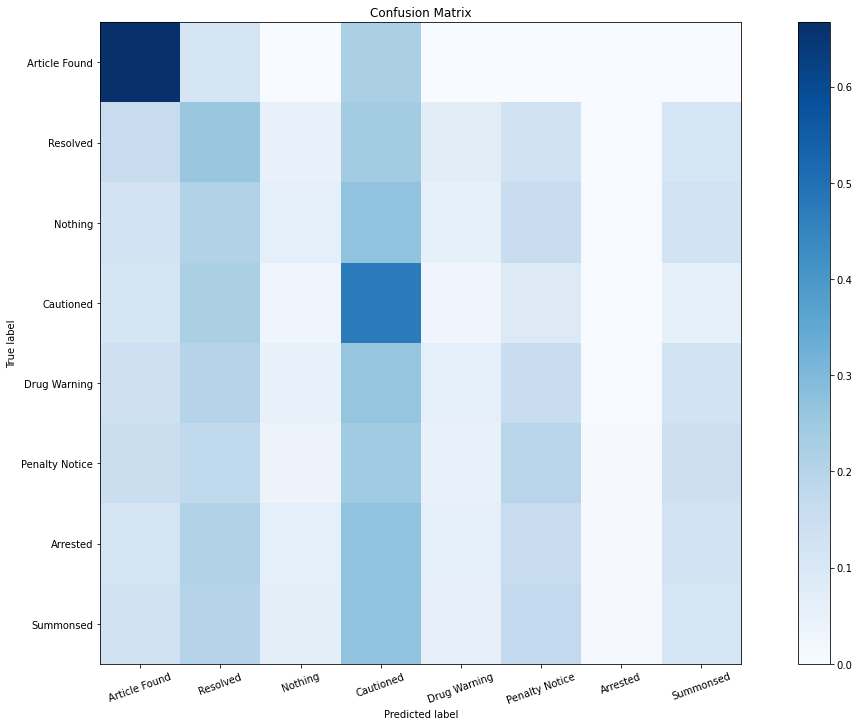 Confusion Matrix
True label
Article Found
Resolved
Nothing
Cautioned
Drug Warning
Penalty Notice
Arrested
Summonsed
Article Found
Resolved
Nothing
Cautioned
Drug Warning
Penalty Notice
Arrested
Summonsed
Predicted label
0.6
0.5
0.4
0.3
0.2
0.1
0.0